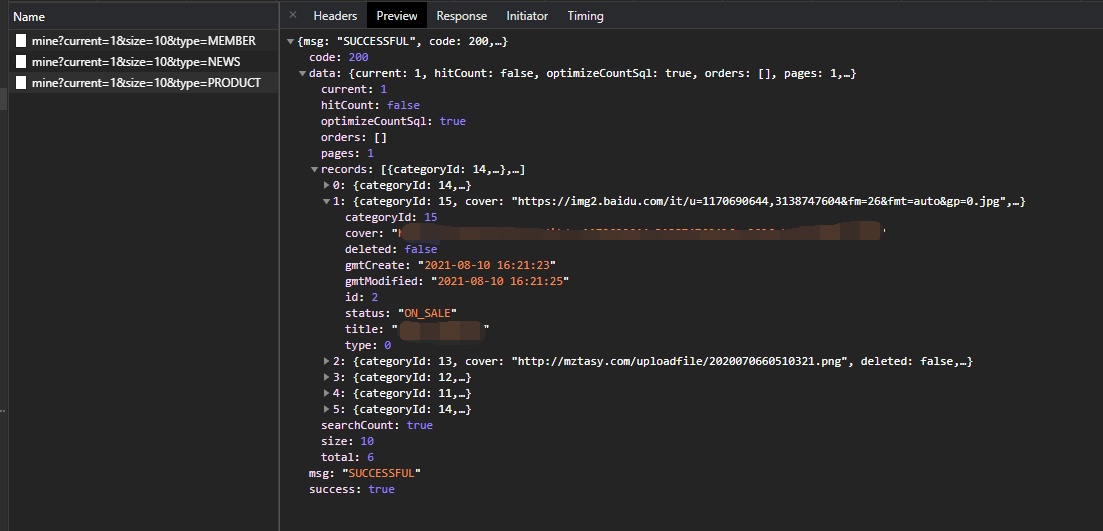 Name
× Headers Preview Response Initiator Timing
mine?current=1&size=10&type=MEMBER
mine?current=1&size=10&type=NEWS
mine?current=1&size=10&type=PRODUCT
{msg: "SUCCESSFUL", code: 200,…}
code: 200
data: {current: 1, hitCount: false, optimizeCountSql: true, orders: [], pages: 1,…}
current: 1
hitCount: false
optimizeCountSql: true
orders: []
pages: 1
records: [{categoryId: 14,…},…]
0: {categoryId: 14,…}
1: {categoryId: 15, cover: "https://img2.baidu.com/it/u=1170690644,3138747604&fm=26&fmt=auto&gp=0.jpg",…}
categoryId: 15
cover: "
deleted: false
gmtCreate: "2021-08-10 16:21:23"
gmtModified: "2021-08-10 16:21:25"
id: 2
status: "ON_SALE"
title: " "
type: 0
2: {categoryId: 13, cover: "http://mztasy.com/uploadfile/2020070660510321.png", deleted: false,…}
3: {categoryId: 12,…}
4: {categoryId: 11,…}
5: {categoryId: 14,…}
searchCount: true
size: 10
total: 6
msg: "SUCCESSFUL"
success: true